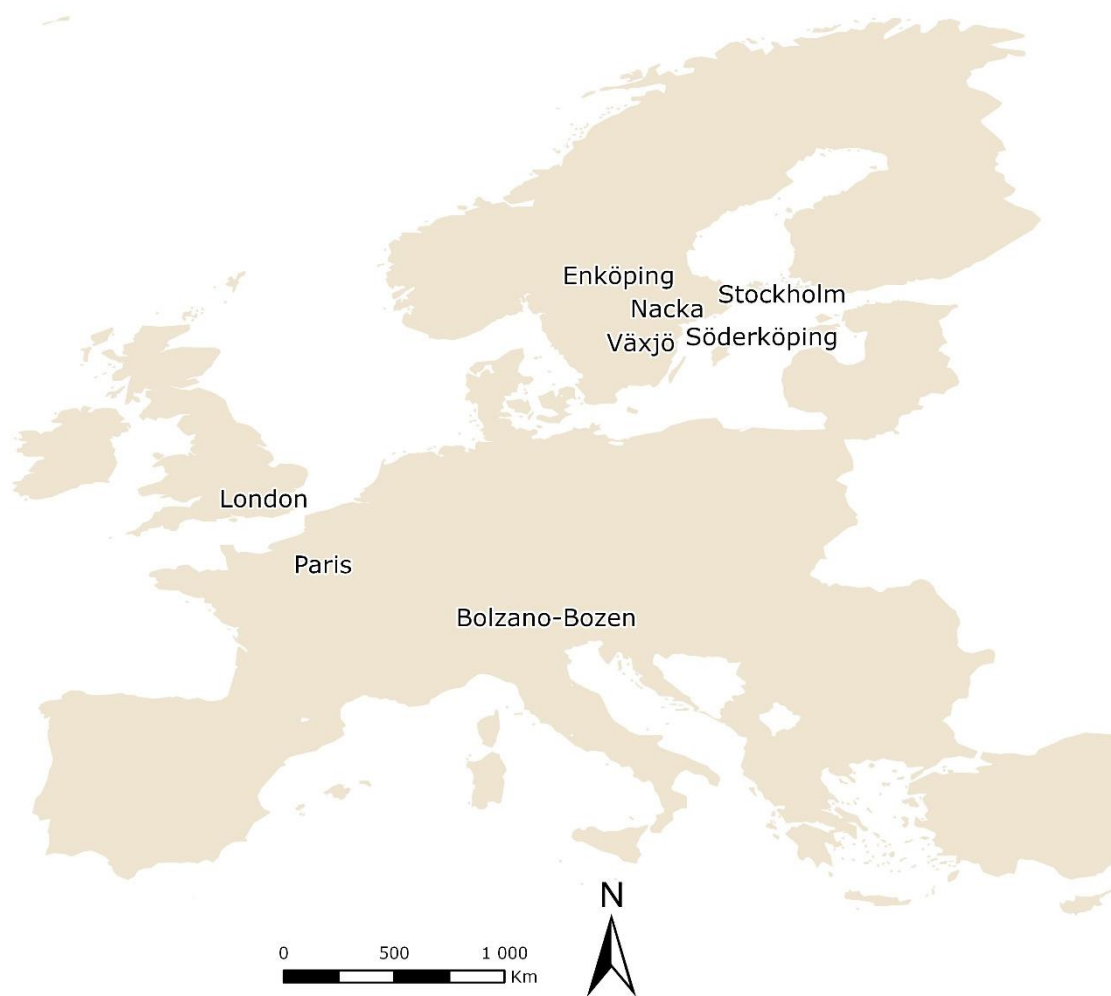 Enköping
Stockholm
Nacka
Växjö Söderköping
London
Paris
Bolzano-Bozen
N
0 500 1 000
Km